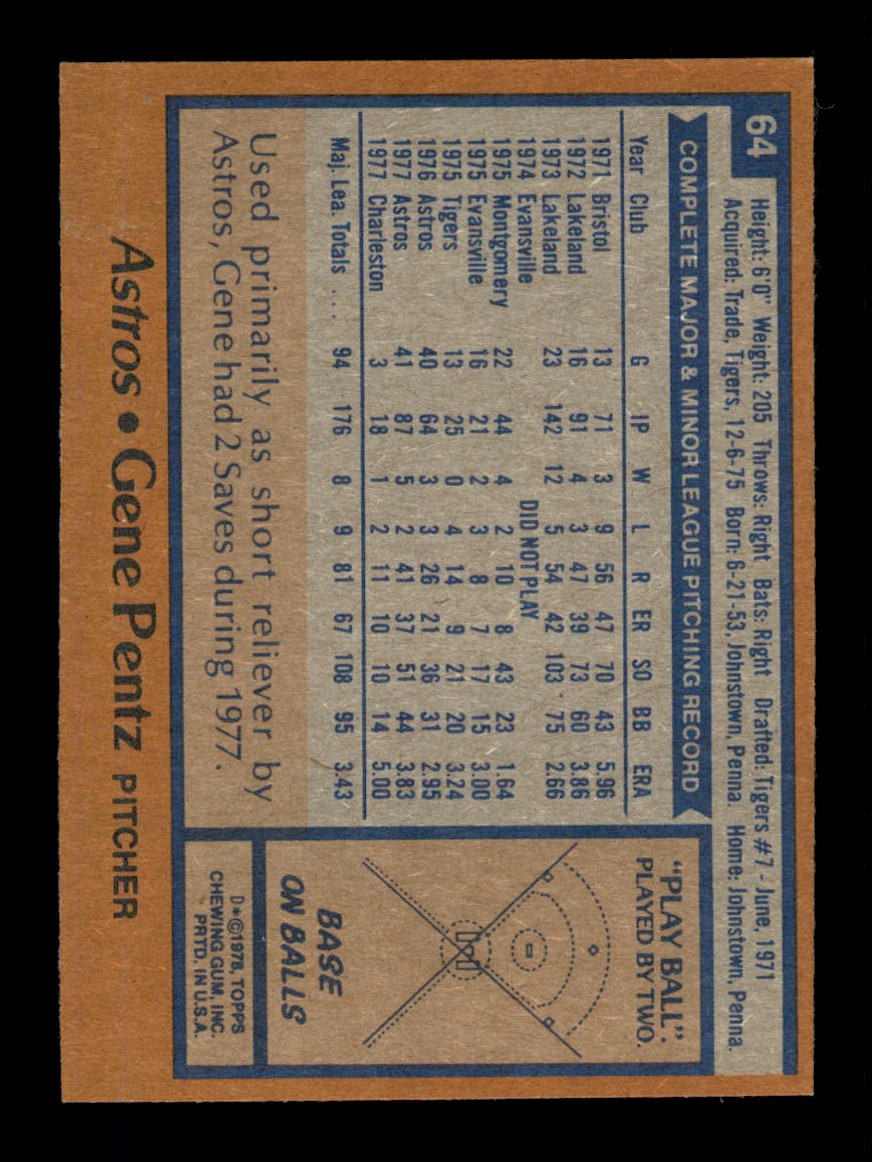 64
Height: 6'0" Weight: 205 Throws: Right Bats: Right Drafted: Tigers #7 - June, 1971
Acquired: Trade, Tigers, 12-6-75 Born: 6-21-53, Johnstown, Penna. Home: Johnstown, Penna.
COMPLETE MAJOR & MINOR LEAGUE PITCHING RECORD
Year Club G IP W L R ER SO BB ERA
1971 Bristol 13 71 3 9 56 47 70 43 5.96
1972 Lakeland 16 91 4 3 47 39 73 60 3.86
1973 Lakeland 23 142 12 5 54 42 103 75 2.66
1974 Evansville DID NOT PLAY
1975 Montgomery 22 44 4 2 10 8 43 23 1.64
1975 Evansville 16 21 2 3 8 7 17 15 3.00
1975 Tigers 13 25 0 4 14 9 21 20 3.24
1976 Astros 40 64 3 3 26 21 36 31 2.95
1977 Astros 41 87 5 2 41 37 51 44 3.83
1977 Charleston 3 18 1 2 11 10 10 14 5.00
Maj. Lea. Totals . . . 94 176 8 9 81 67 108 95 3.43
Used primarily as short reliever by
Astros, Gene had 2 Saves during 1977.
"PLAY BALL".
PLAYED BY TWO.
BASE
ON BALLS
D*©1978, TOPPS
CHEWING GUM, INC.
PRTD. IN U.S.A.
Astros • Gene Pentz PITCHER